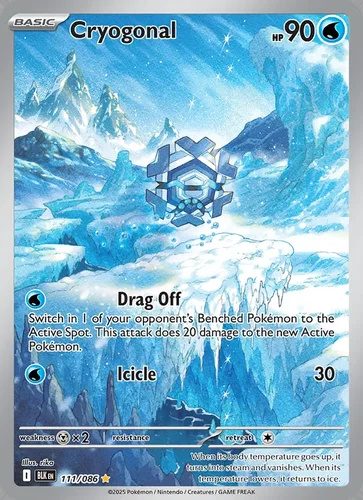 BASIC
Cryogonal
HP 90
Drag Off
Switch in 1 of your opponent's Benched Pokémon to the
Active Spot. This attack does 20 damage to the new Active
Pokémon.
Icicle 30
weakness ×2 resistance retreat
Illus. rika
I BLK EN 111/086
When its body temperature goes up, it
turns into steam and vanishes. When its
temperature lowers, it returns to ice.
©2025 Pokémon / Nintendo / Creatures / GAME FREAK